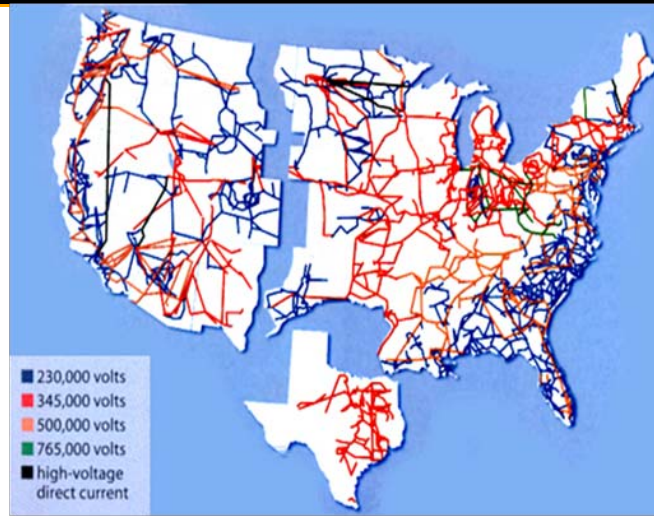 230,000 volts
345,000 volts
500,000 volts
765,000 volts
high-voltage
direct current